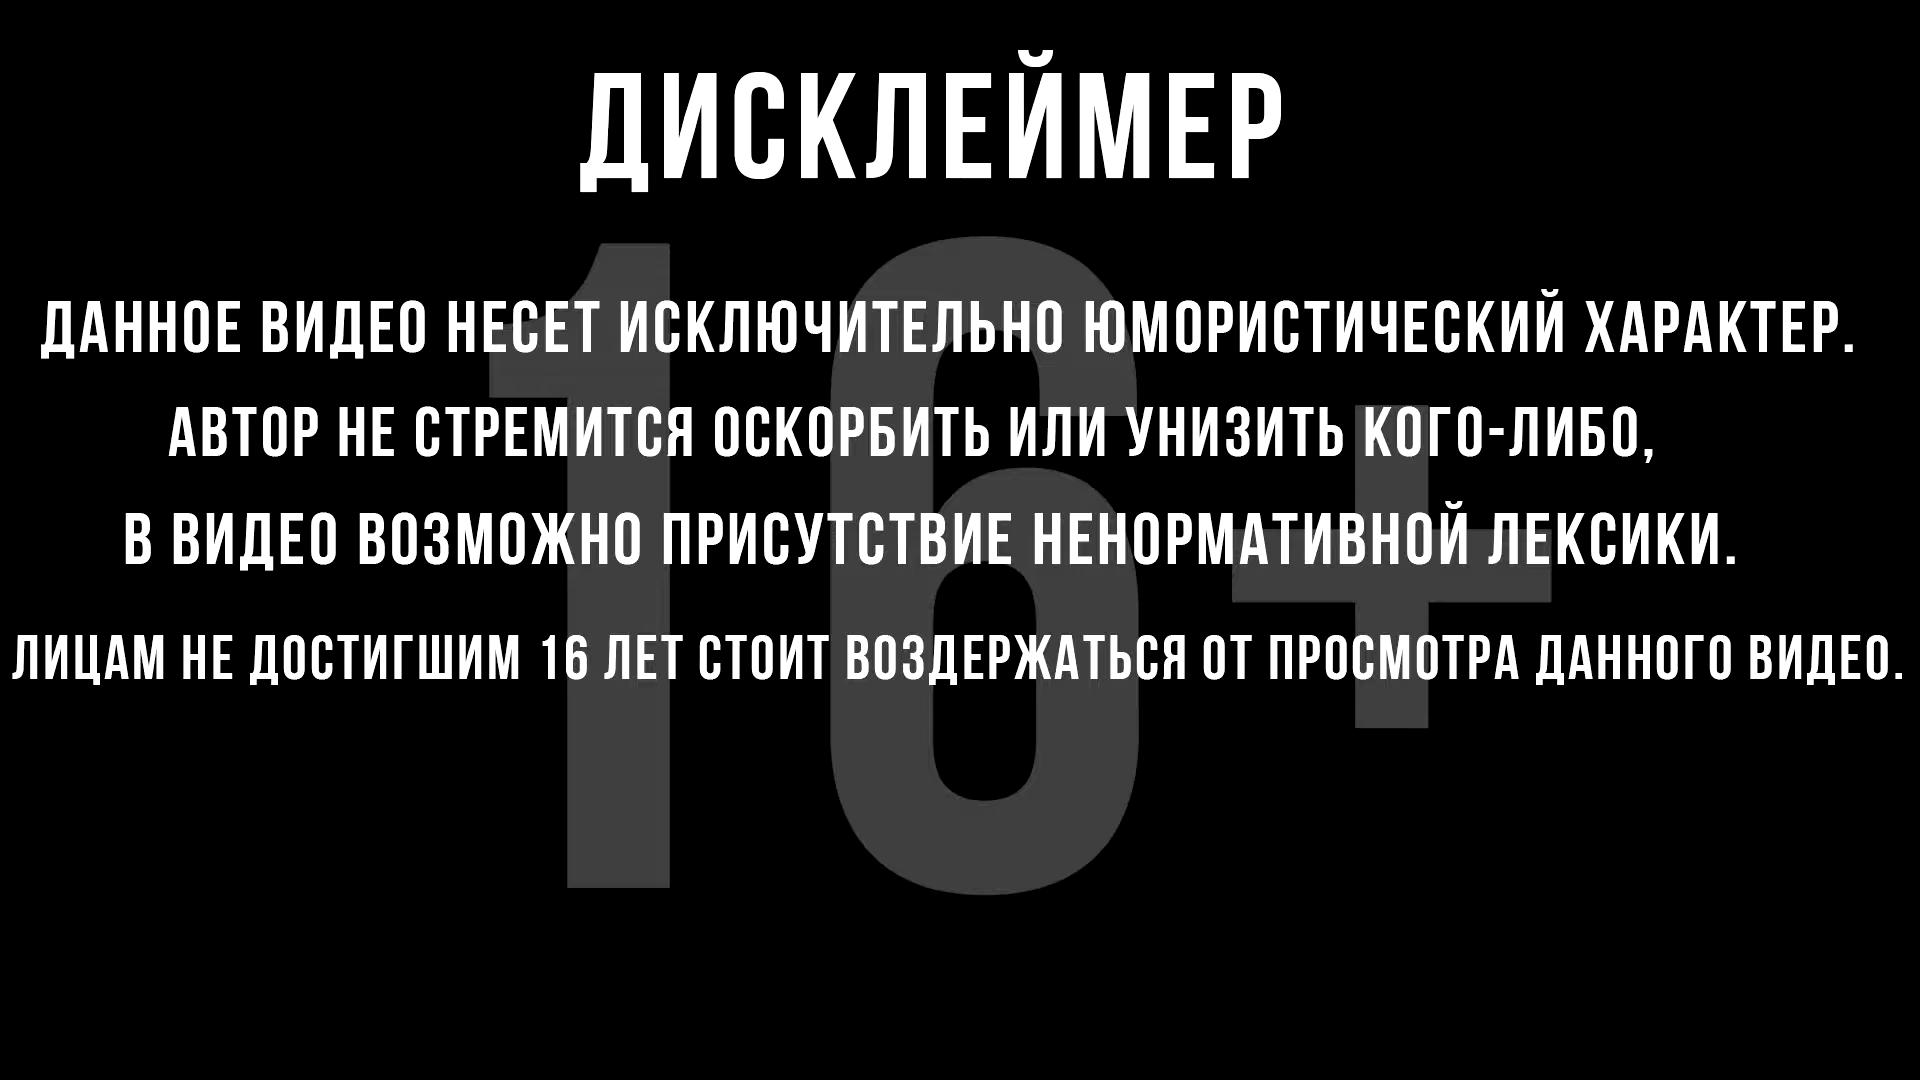 ДИСКЛЕЙМЕР
16+
ДАННОЕ ВИДЕО НЕСЕТ ИСКЛЮЧИТЕЛЬНО ЮМОРИСТИЧЕСКИЙ ХАРАКТЕР.
АВТОР НЕ СТРЕМИТСЯ ОСКОРБИТЬ ИЛИ УНИЗИТЬ КОГО-ЛИБО,
В ВИДЕО ВОЗМОЖНО ПРИСУТСТВИЕ НЕНОРМАТИВНОЙ ЛЕКСИКИ.
ЛИЦАМ НЕ ДОСТИГШИМ 16 ЛЕТ СТОИТ ВОЗДЕРЖАТЬСЯ ОТ ПРОСМОТРА ДАННОГО ВИДЕО.